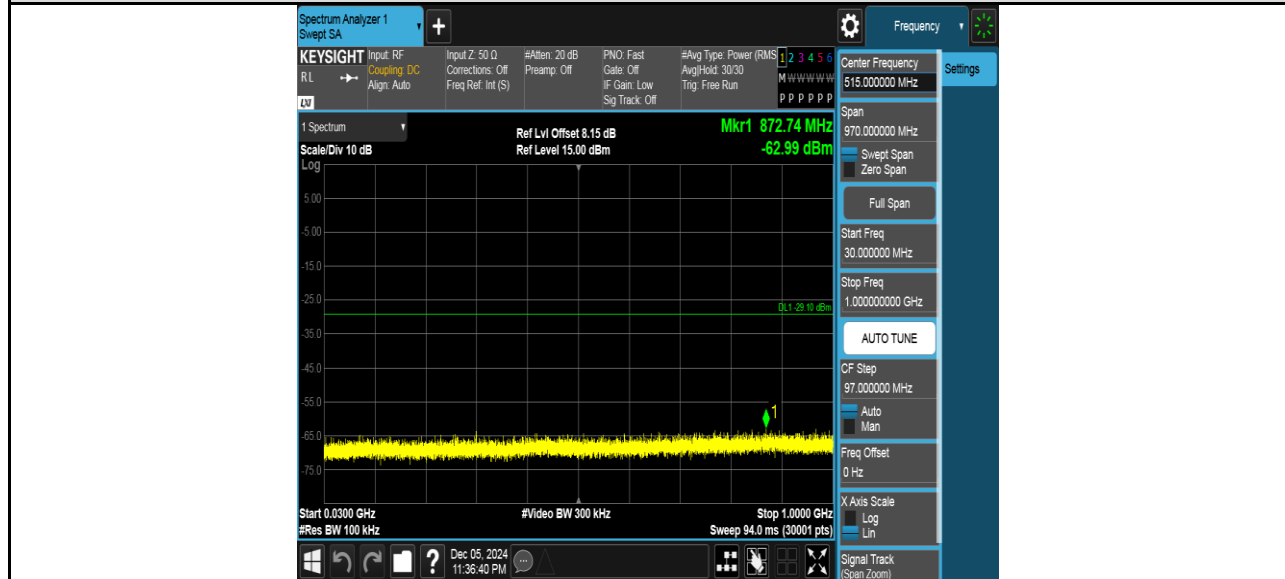 Spectrum Analyzer 1
Swept SA
+
Frequency
KEYSIGHT
RL
LXI
Input: RF
Coupling: DC
Align: Auto
Input Z: 50 Ω
Corrections: Off
Freq Ref: Int (S)
#Atten: 20 dB
Preamp: Off
PNO: Fast
Gate: Off
IF Gain: Low
Sig Track: Off
#Avg Type: Power (RMS
Avg|Hold: 30/30
Trig: Free Run
1 2 3 4 5 6
M W W W W W
P P P P P P
1 Spectrum
Scale/Div 10 dB
Log
Ref Lvl Offset 8.15 dB
Ref Level 15.00 dBm
Mkr1 872.74 MHz
-62.99 dBm
5.00
-5.00
-15.0
-25.0
DL1 -29.10 dBm
-35.0
-45.0
-55.0
1
-65.0
-75.0
Start 0.0300 GHz
#Res BW 100 kHz
#Video BW 300 kHz
Stop 1.0000 GHz
Sweep 94.0 ms (30001 pts)
?
Dec 05, 2024
11:36:40 PM
Center Frequency
515.000000 MHz
Settings
Span
970.000000 MHz
Swept Span
Zero Span
Full Span
Start Freq
30.000000 MHz
Stop Freq
1.000000000 GHz
AUTO TUNE
CF Step
97.000000 MHz
Auto
Man
Freq Offset
0 Hz
X Axis Scale
Log
Lin
Signal Track
(Span Zoom)